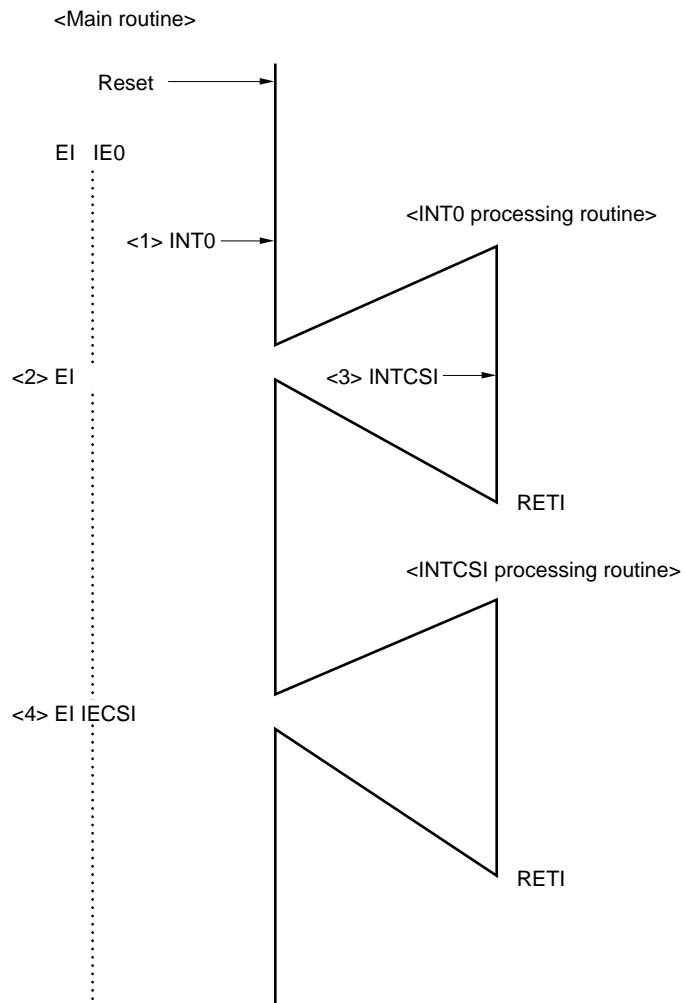 <Main routine>
Reset
EI IE0
<INT0 processing routine>
<1> INT0
<2> EI
<3> INTCSI
RETI
<INTCSI processing routine>
<4> EI IECSI
RETI